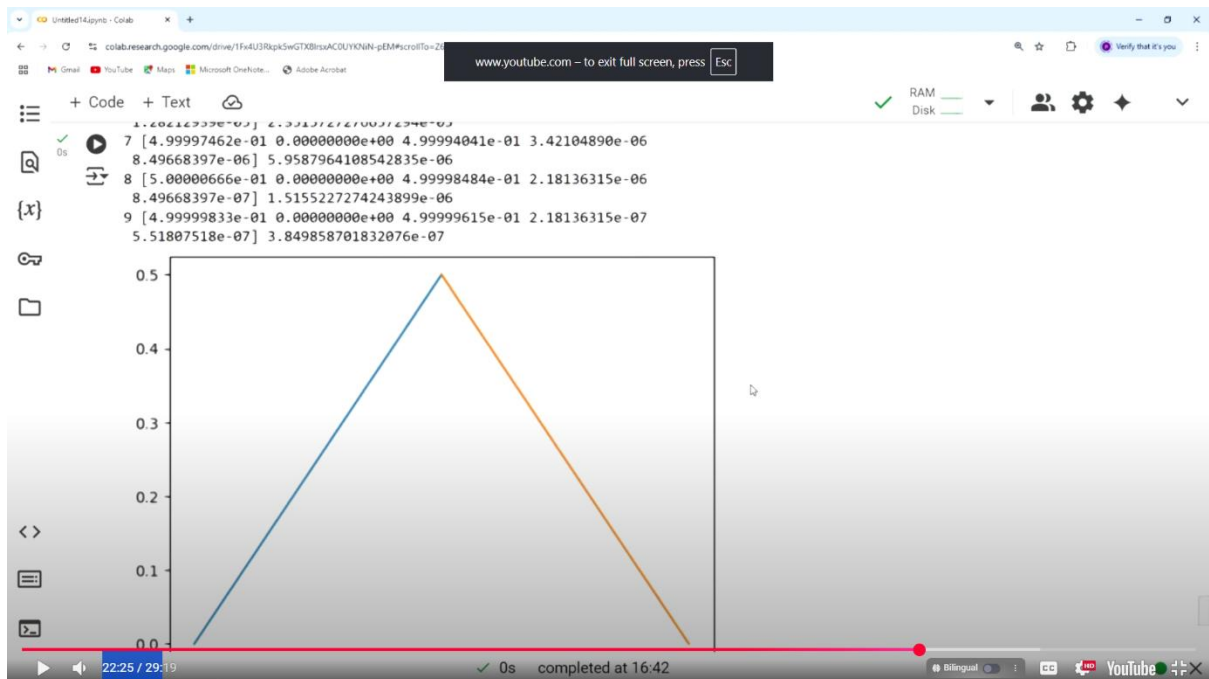 Untitled14.ipynb - Colab
colab.research.google.com/drive/1Fx4U3Rkpk5wGTX8IrsxAC0UYKNiiN-pEM#scrollTo=Z6
www.youtube.com – to exit full screen, press Esc
Verify that it's you
Gmail YouTube Maps Microsoft OneNote... Adobe Acrobat
+ Code + Text
RAM
Disk
0s
7 [4.99997462e-01 0.00000000e+00 4.99994041e-01 3.42104890e-06
8.49668397e-06] 5.9587964108542835e-06
8 [5.00000666e-01 0.00000000e+00 4.99998484e-01 2.18136315e-06
8.49668397e-07] 1.5155227274243899e-06
9 [4.99999833e-01 0.00000000e+00 4.99999615e-01 2.18136315e-07
5.51807518e-07] 3.849858701832076e-07
{x}
0.5
0.4
0.3
0.2
0.1
0.0
22:25 / 29:19
0s completed at 16:42
Bilingual
CC
HD
YouTube